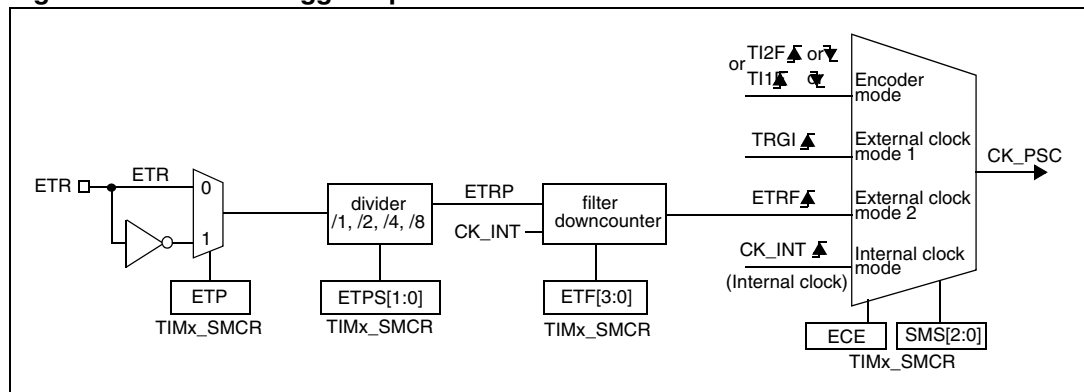 TI2F or
or
TI1F or
Encoder
mode
TRGI
External clock
mode 1
CK_PSC
ETR
ETR
0
1
divider
/1, /2, /4, /8
ETRP
CK_INT
filter
downcounter
ETRF
External clock
mode 2
CK_INT
(Internal clock)
Internal clock
mode
ETP
TIMx_SMCR
ETPS[1:0]
TIMx_SMCR
ETF[3:0]
TIMx_SMCR
ECE
SMS[2:0]
TIMx_SMCR